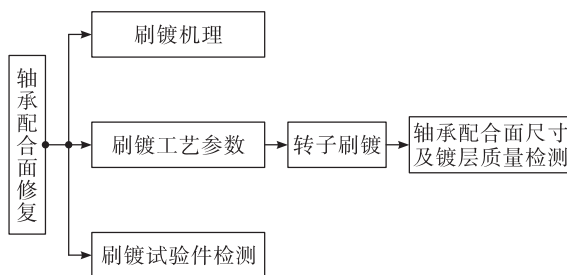 轴承配合面修复
刷镀机理
刷镀工艺参数
转子刷镀
轴承配合面尺寸
及镀层质量检测
刷镀试验件检测